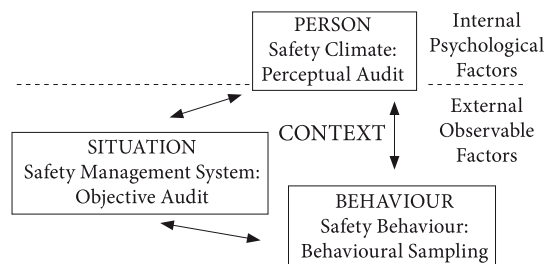 PERSON
Safety Climate:
Perceptual Audit
Internal
Psychological
Factors
External
Observable
Factors
CONTEXT
SITUATION
Safety Management System:
Objective Audit
BEHAVIOUR
Safety Behaviour:
Behavioural Sampling